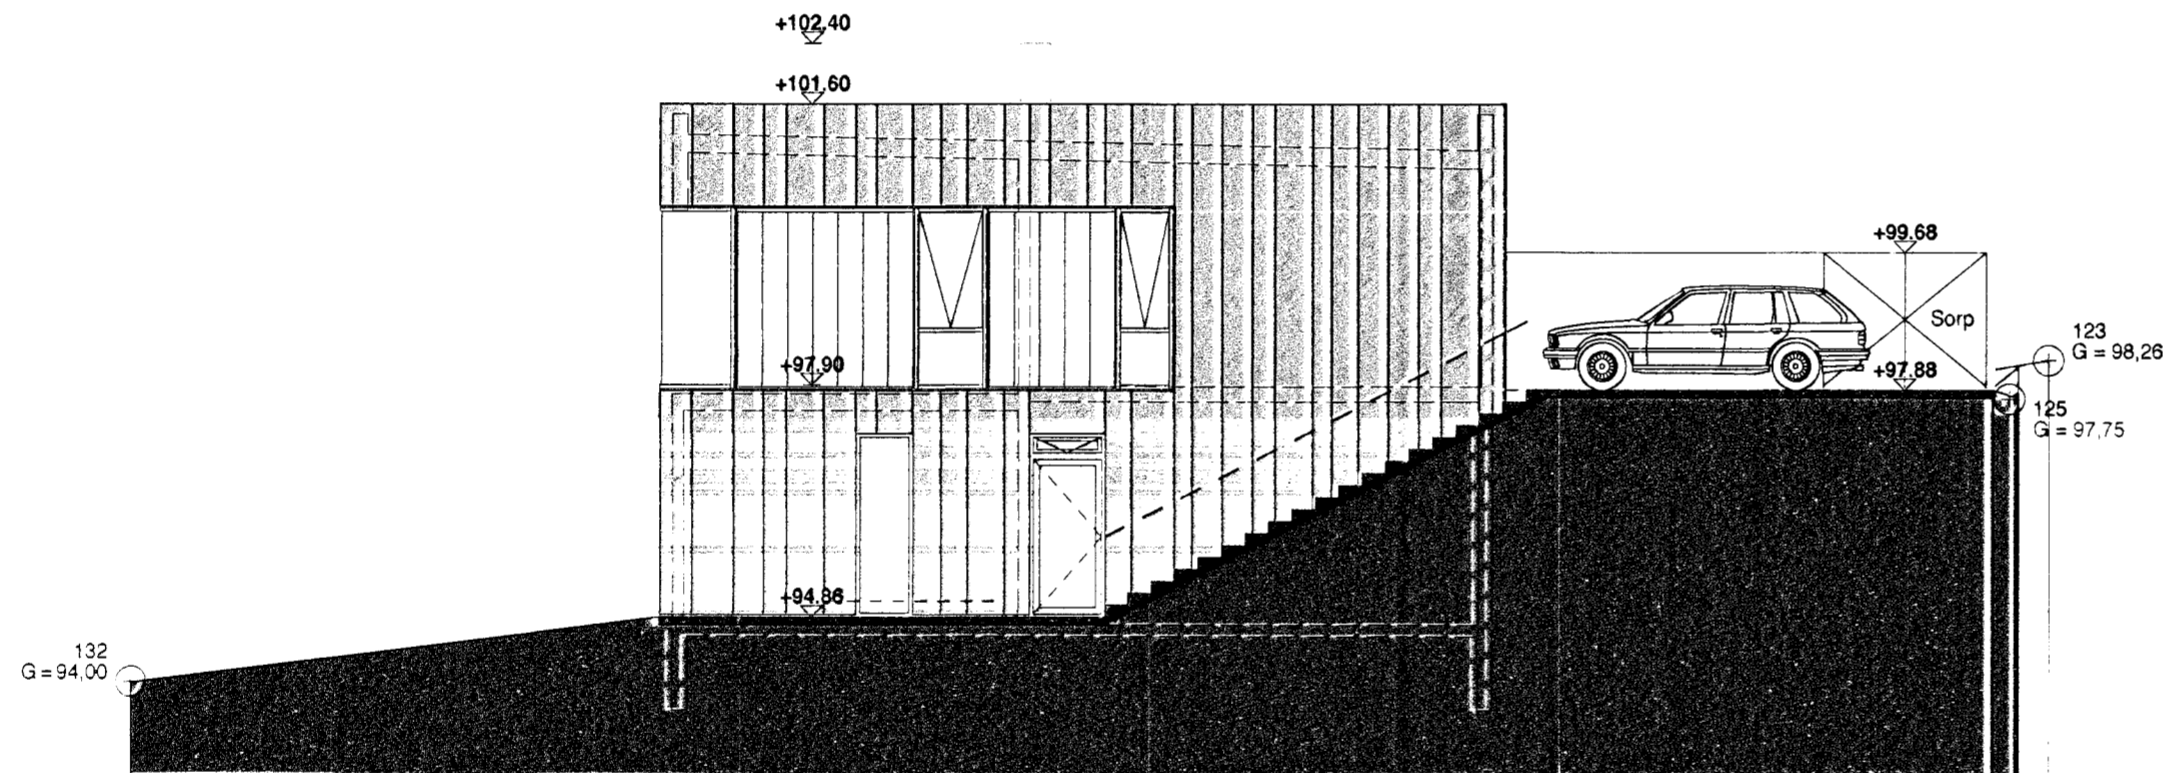 +102.40
+101.60
+99.68
Sorp
123
G = 98,26
+97.90
+97.88
125
G = 97,75
+94.86
132
G = 94,00